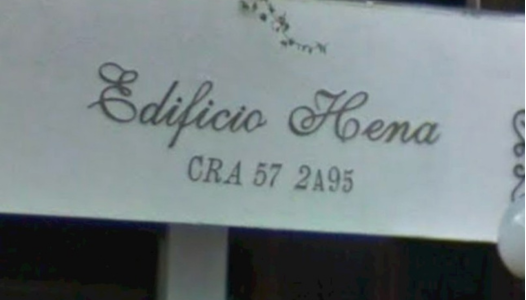 Edificio Hena
CRA 57 2A95